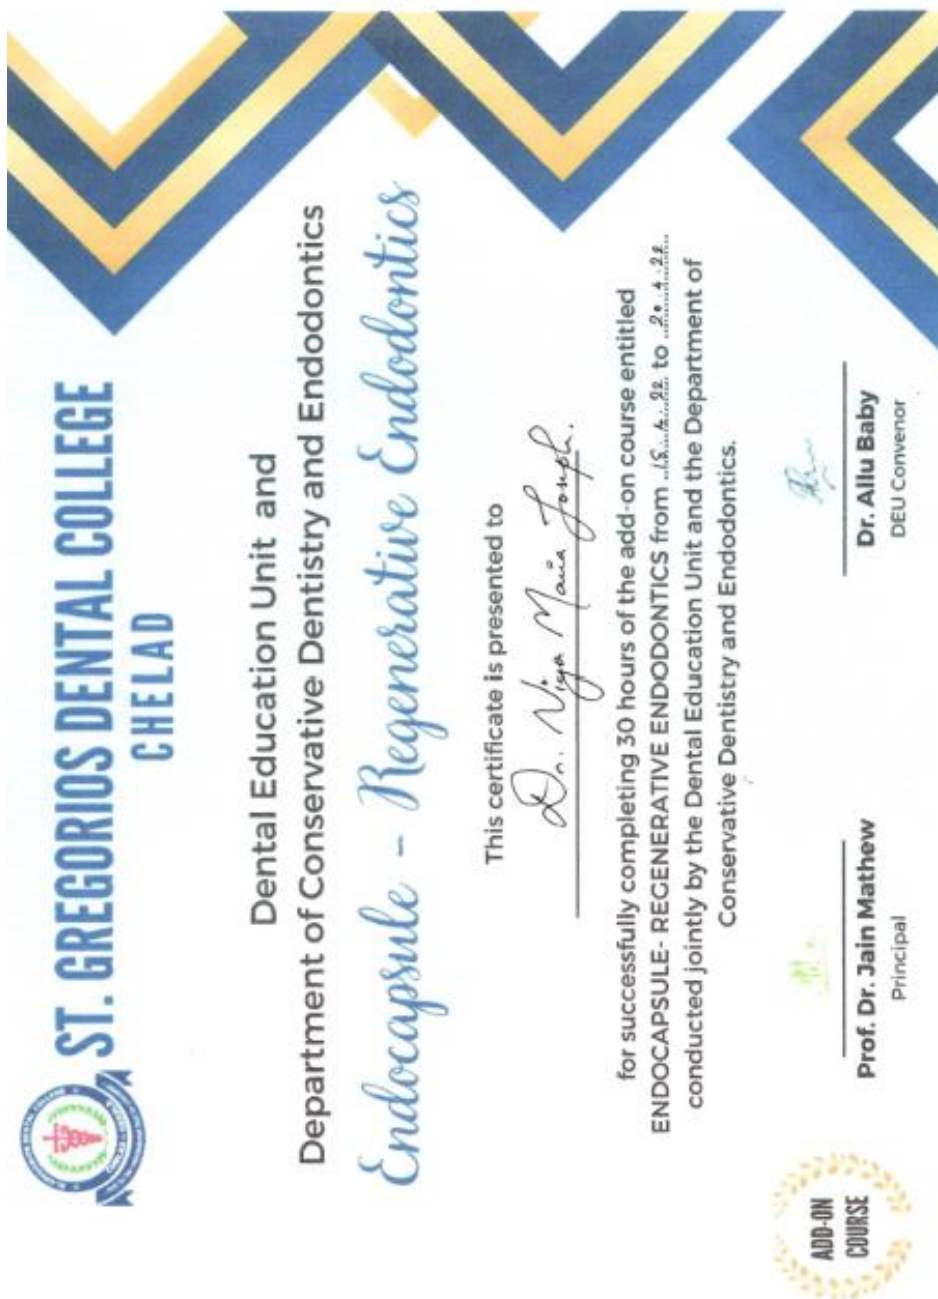 ST. GREGORIOS DENTAL COLLEGE
CHELAD
Dental Education Unit and
Department of Conservative Dentistry and Endodontics
Endocapsule - Regenerative Endodontics
This certificate is presented to
Dr. Niya Maria Joseph.
for successfully completing 30 hours of the add-on course entitled
ENDOCAPSULE- REGENERATIVE ENDODONTICS from 18.4.22 to 20.4.22
conducted jointly by the Dental Education Unit and the Department of
Conservative Dentistry and Endodontics.
ADD-ON
COURSE
Prof. Dr. Jain Mathew
Principal
Dr. Allu Baby
DEU Convenor